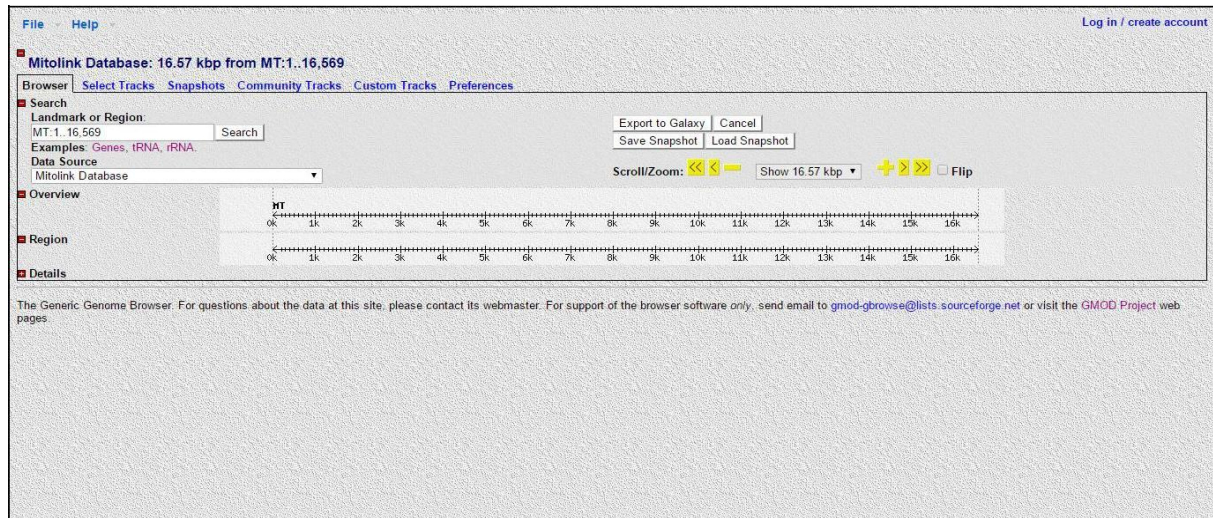 File Help Log in / create account
Mitolink Database: 16.57 kbp from MT:1..16,569
Browser Select Tracks Snapshots Community Tracks Custom Tracks Preferences
Search
Landmark or Region:
MT:1..16,569 Search
Examples: Genes, tRNA, rRNA.
Data Source
Mitolink Database
Export to Galaxy Cancel
Save Snapshot Load Snapshot
Scroll/Zoom: << < Show 16.57 kbp > >> Flip
Overview
MT
0k 1k 2k 3k 4k 5k 6k 7k 8k 9k 10k 11k 12k 13k 14k 15k 16k
Region
0k 1k 2k 3k 4k 5k 6k 7k 8k 9k 10k 11k 12k 13k 14k 15k 16k
Details
The Generic Genome Browser. For questions about the data at this site, please contact its webmaster. For support of the browser software only, send email to gmod-gbrowse@lists.sourceforge.net or visit the GMOD Project web
pages.